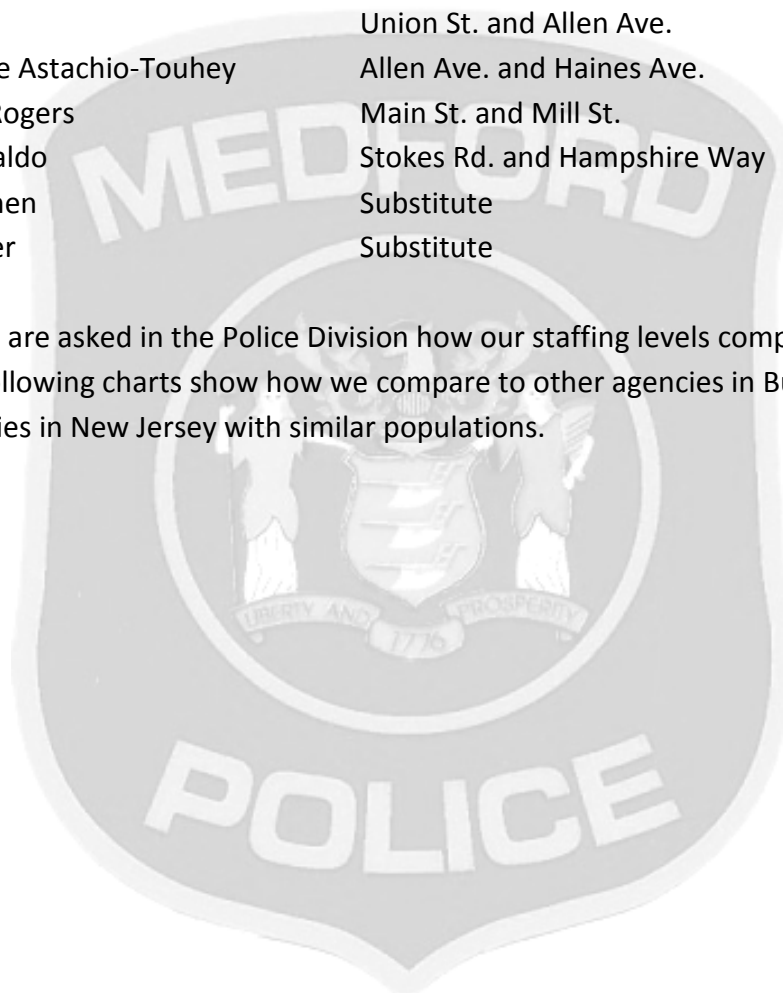 Union St. and Allen Ave.
e Astachio-Touhey Allen Ave. and Haines Ave.
Rogers Main St. and Mill St.
aldo Stokes Rd. and Hampshire Way
nen Substitute
er Substitute
are asked in the Police Division how our staffing levels comp
ollowing charts show how we compare to other agencies in Bu
ies in New Jersey with similar populations.
MEDFORD
LIBERTY AND PROSPERITY
1776
POLICE